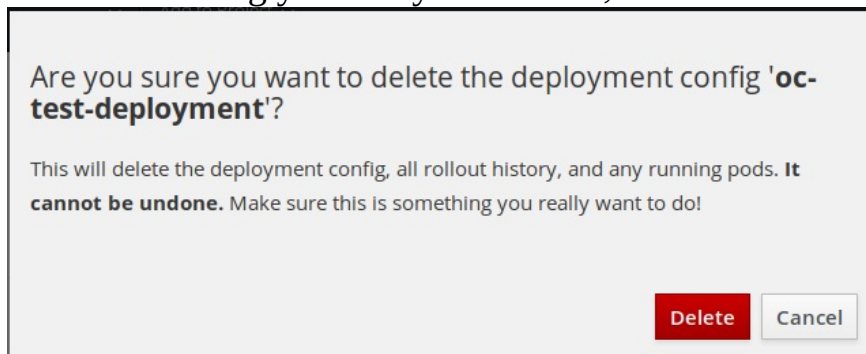 Are you sure you want to delete the deployment config 'oc-
test-deployment'?
This will delete the deployment config, all rollout history, and any running pods. It
cannot be undone. Make sure this is something you really want to do!
Delete Cancel